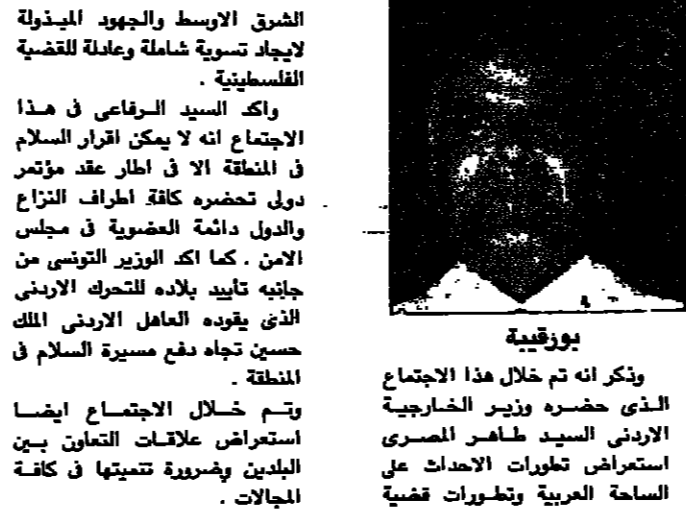 بورقيبة
وذكر انه تم خلال هذا الاجتماع
الذى حضره وزير الخارجية
الاردنى السيد طاهر المصرى
استعراض تطورات الاحداث على
الساحة العربية وتطورات قضية
الشرق الاوسط والجهود المبذولة
لايجاد تسوية شاملة وعادلة للقضية
الفلسطينية .
واكد السيد الرفاعى فى هذا
الاجتماع انه لا يمكن اقرار السلام
فى المنطقة الا فى اطار عقد مؤتمر
دولى تحضره كافة اطراف النزاع
والدول دائمة العضوية فى مجلس
الامن . كما اكد الوزير التونسى من
جانبه تأييد بلاده للتحرك الاردنى
الذى يقوده العاهل الاردنى الملك
حسين تجاه دفع مسيرة السلام فى
المنطقة .
وتم خلال الاجتماع ايضا
استعراض علاقات التعاون بين
البلدين وضرورة تنميتها فى كافة
المجالات .